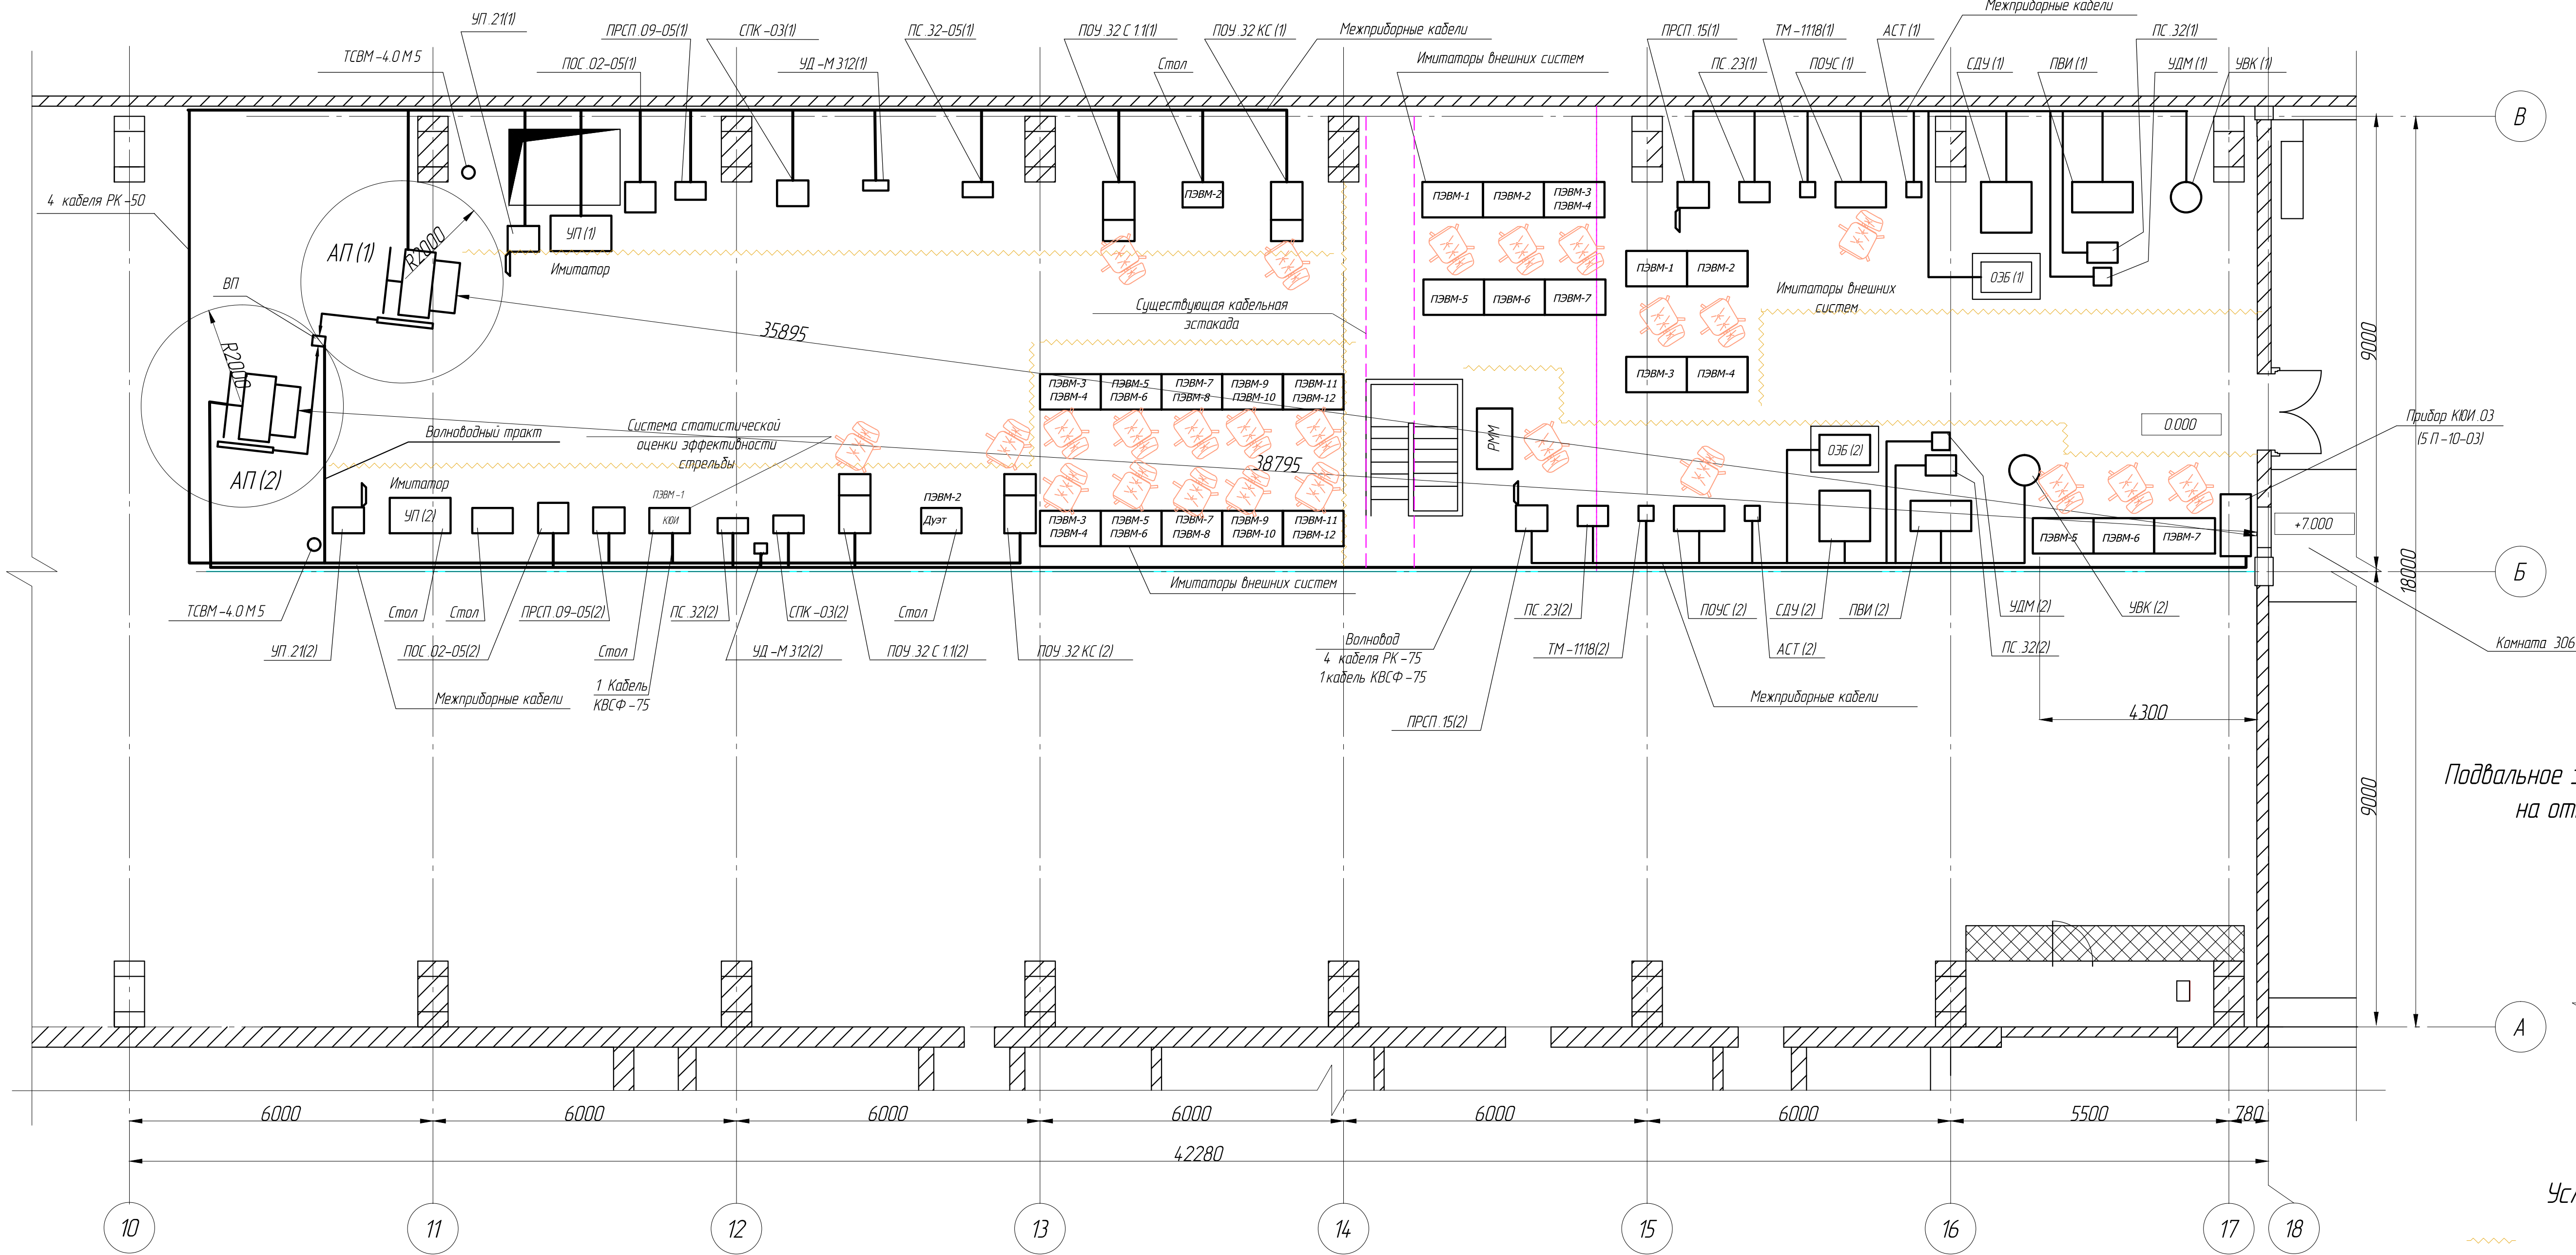 Межприборные кабели
УП.21(1)
ПРСП.09-05(1)
СПК-03(1)
ПС.32-05(1)
ПОУ.32 С 1.1(1)
ПОУ.32 КС (1)
Межприборные кабели
ПРСП.15(1)
ТМ-1118(1)
АСТ (1)
ПС.32(1)
ТСВМ-4.0 М 5
ПОС.02-05(1)
УД-М 312(1)
Стол
Имитаторы внешних систем
ПС.23(1)
ПОУС (1)
СДУ (1)
ПВИ (1)
УДМ (1)
УВК (1)
В
4 кабеля РК-50
ПЭВМ-2
ПЭВМ-1
ПЭВМ-2
ПЭВМ-3
ПЭВМ-4
АП (1)
R2000
УП (1)
Имитатор
ВП
ПЭВМ-1
ПЭВМ-2
ОЭБ (1)
Имитаторы внешних
систем
Существующая кабельная
эстакада
ПЭВМ-5
ПЭВМ-6
ПЭВМ-7
35895
9000
R2000
ПЭВМ-3
ПЭВМ-4
ПЭВМ-5
ПЭВМ-6
ПЭВМ-7
ПЭВМ-8
ПЭВМ-9
ПЭВМ-10
ПЭВМ-11
ПЭВМ-12
ПЭВМ-3
ПЭВМ-4
Волноводный тракт
Система статистической
оценки эффективности
стрельбы
38795
РММ
ОЭБ (2)
0.000
Прибор КЮИ.03
(5 П-10-03)
АП (2)
Имитатор
УП (2)
ПЭВМ-1
КЮИ
ПЭВМ-2
Дуэт
ПЭВМ-3
ПЭВМ-4
ПЭВМ-5
ПЭВМ-6
ПЭВМ-7
ПЭВМ-8
ПЭВМ-9
ПЭВМ-10
ПЭВМ-11
ПЭВМ-12
ПЭВМ-5
ПЭВМ-6
ПЭВМ-7
+7.000
18000
Б
Имитаторы внешних систем
ТСВМ-4.0 М 5
Стол
Стол
ПРСП.09-05(2)
ПС.32(2)
СПК-03(2)
Стол
ПС.23(2)
ПОУС (2)
СДУ (2)
ПВИ (2)
УДМ (2)
УВК (2)
УП.21(2)
ПОС.02-05(2)
Стол
УД-М 312(2)
ПОУ.32 С 1.1(2)
ПОУ.32 КС (2)
Волновод
4 кабеля РК-75
1 кабель КВСФ-75
ТМ-1118(2)
АСТ (2)
ПС.32(2)
Комната 306
Межприборные кабели
1 Кабель
КВСФ-75
ПРСП.15(2)
Межприборные кабели
4300
9000
Подвальное
на
А
6000
6000
6000
6000
6000
6000
5500
780
42280
10
11
12
13
14
15
16
17
18